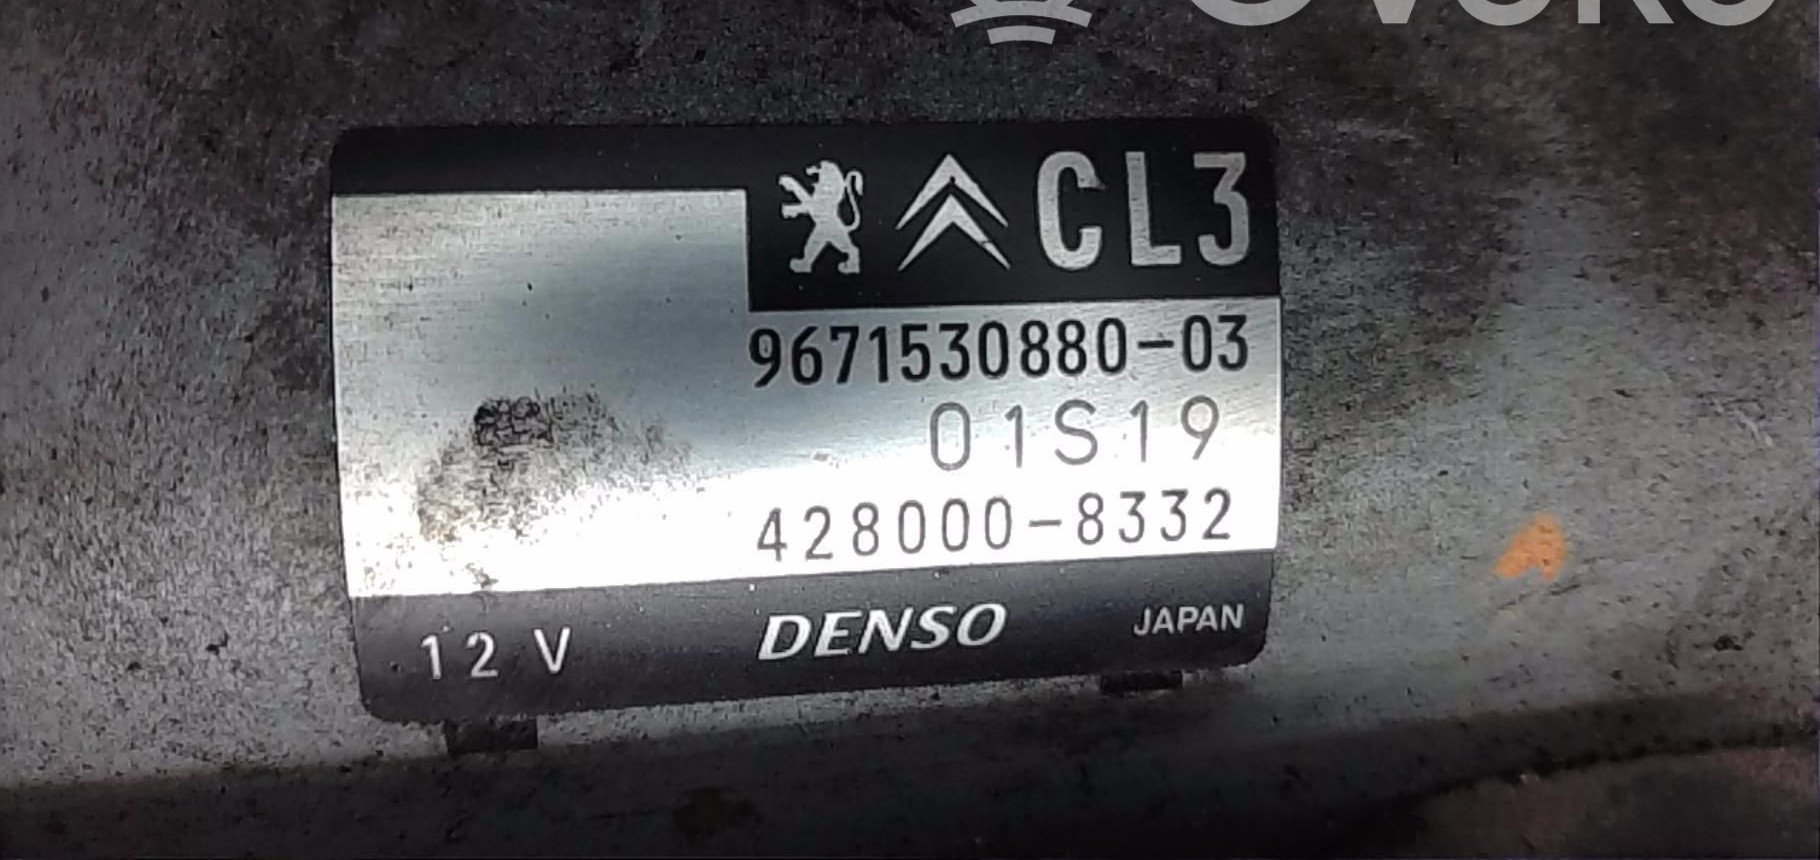 CL3
9671530880-03
01S19
428000-8332
12 V DENSO JAPAN